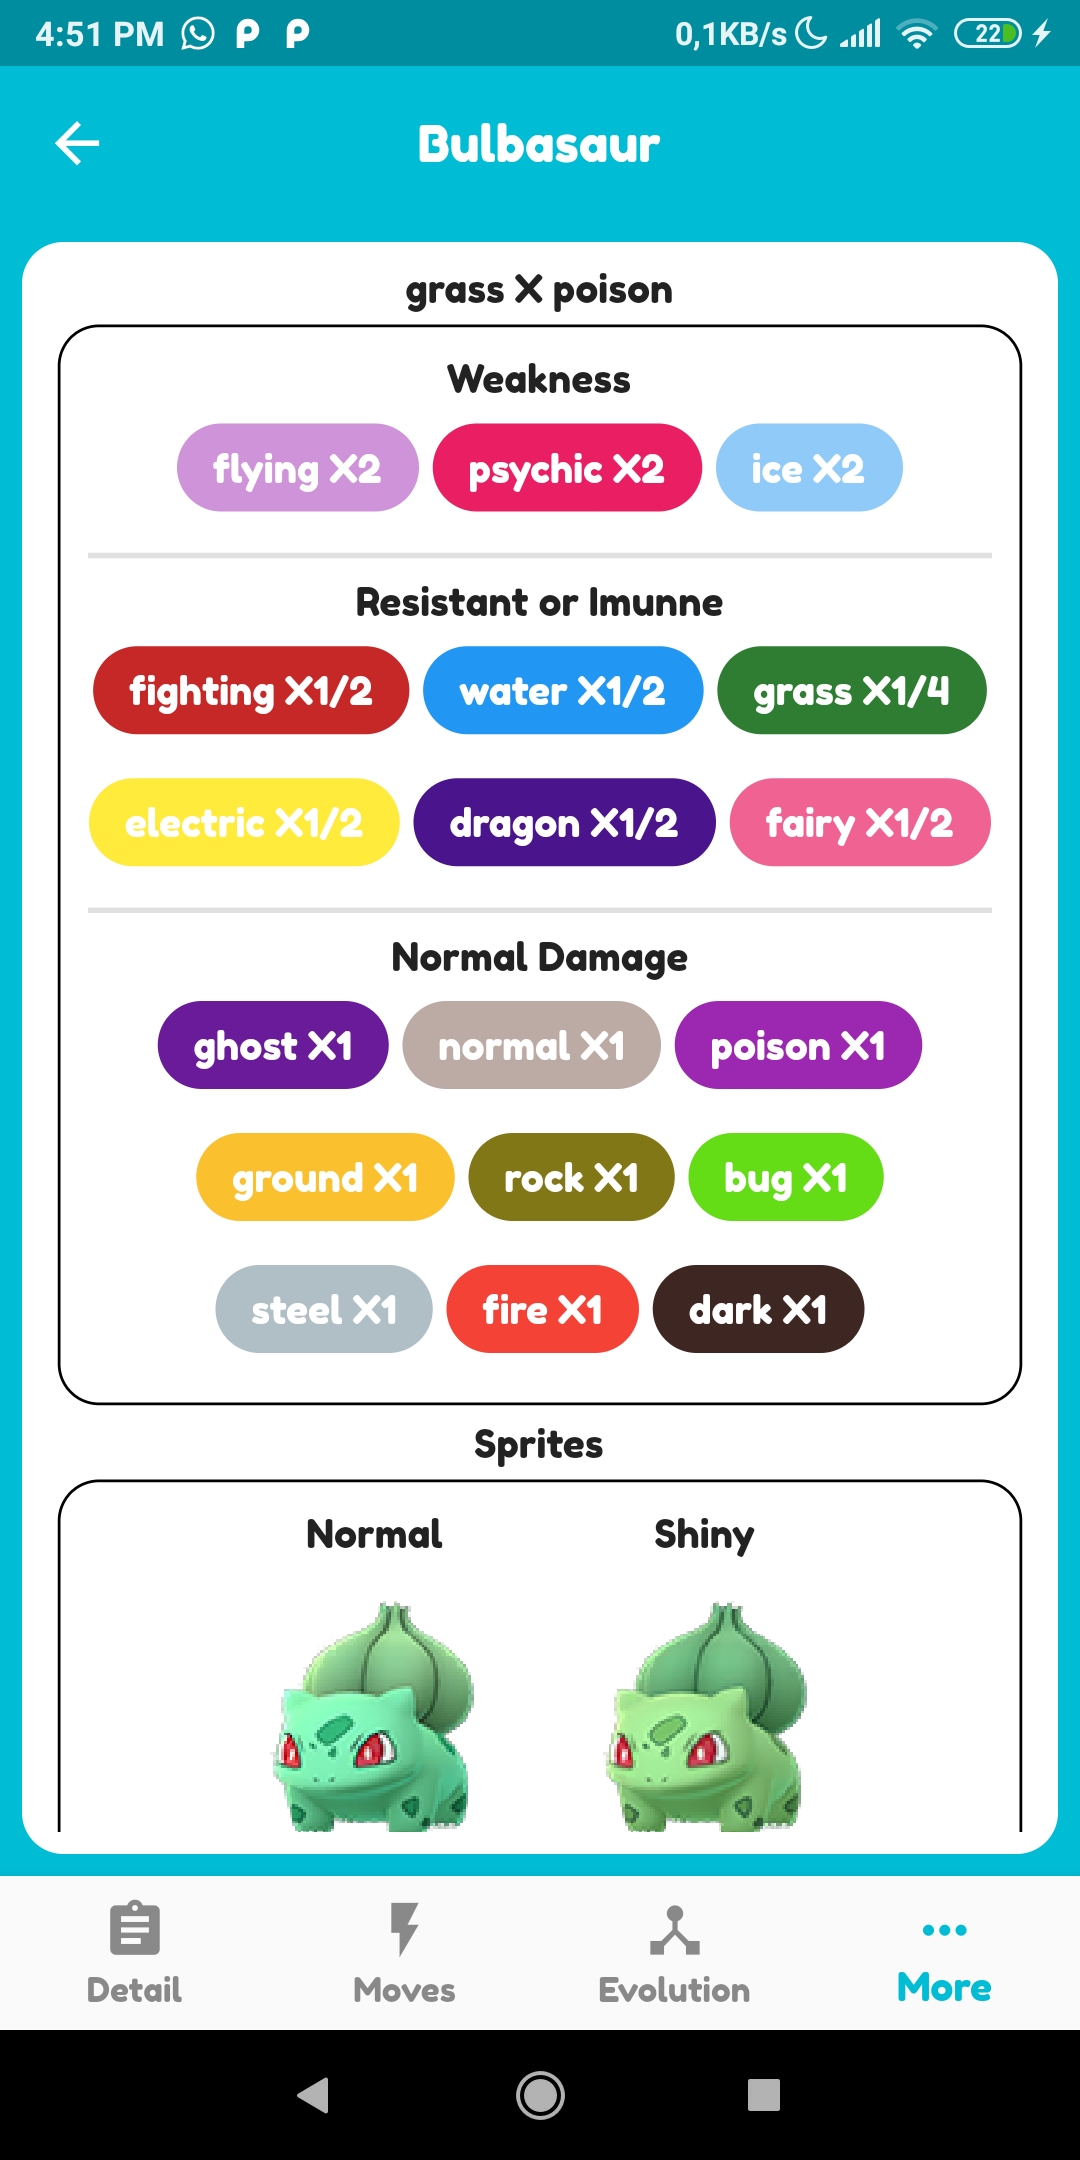 4:51 PM 0,1KB/s 22
Bulbasaur
grass X poison
Weakness
flying X2 psychic X2 ice X2
Resistant or Imunne
fighting X1/2 water X1/2 grass X1/4
electric X1/2 dragon X1/2 fairy X1/2
Normal Damage
ghost X1 normal X1 poison X1
ground X1 rock X1 bug X1
steel X1 fire X1 dark X1
Sprites
Normal Shiny
Detail Moves Evolution More